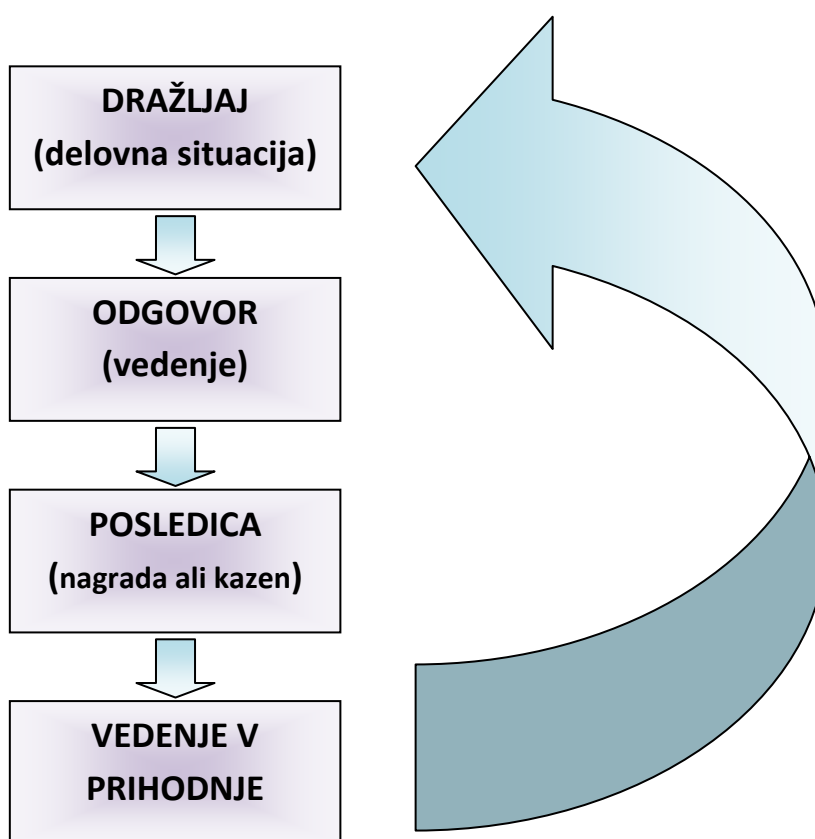 DRAŽLJAJ
(delovna situacija)
ODGOVOR
(vedenje)
POSLEDICA
(nagrada ali kazen)
VEDENJE V
PRIHODNJE